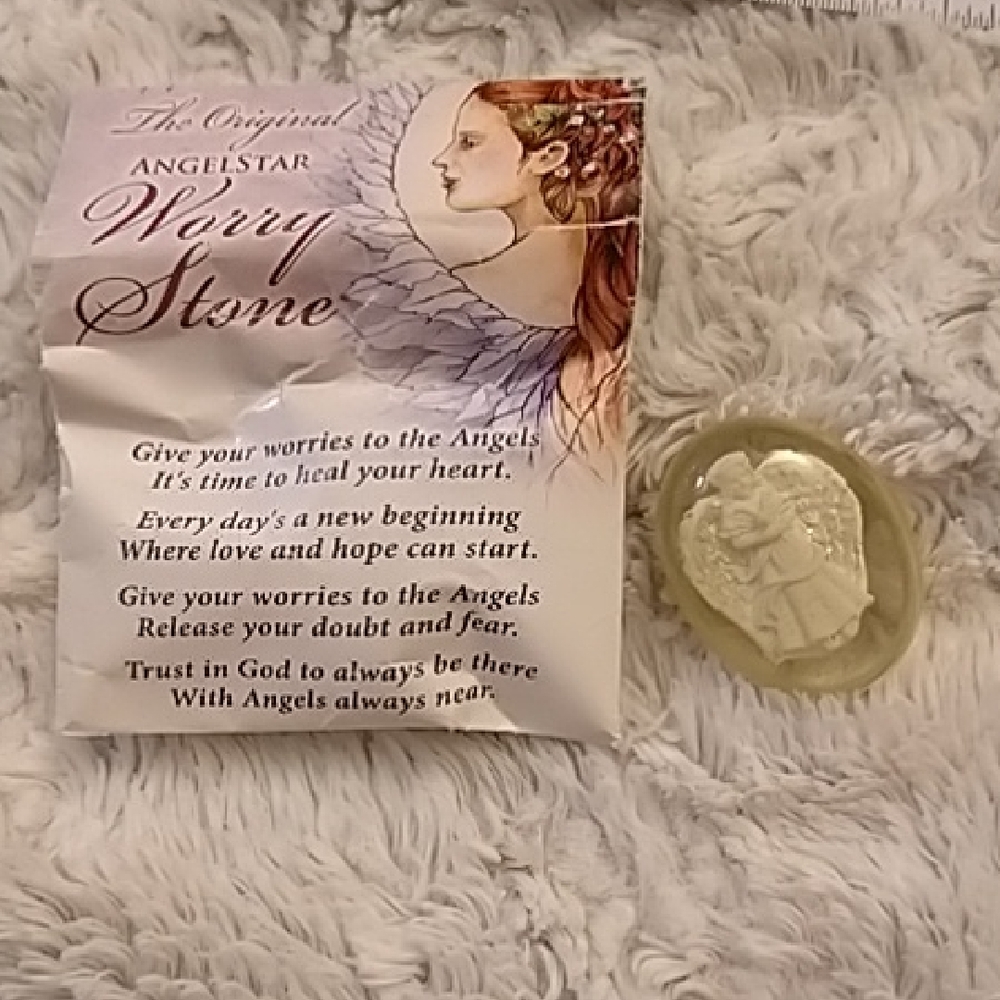 The Original
ANGELSTAR
Worry
Stone
Give your worries to the Angels
It's time to heal your heart.
Every day's a new beginning
Where love and hope can start.
Give your worries to the Angels
Release your doubt and fear.
Trust in God to always be there
With Angels always near.